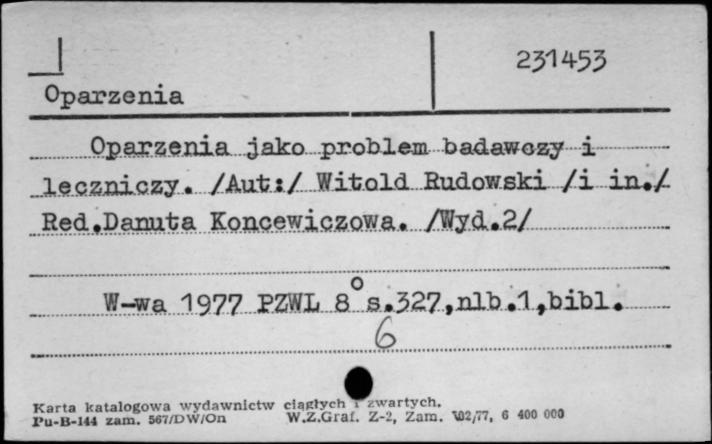 231453
Oparzenia
Oparzenia jako problem badawczy i
leczniczy. /Aut:/ Witold Rudowski /i in./
Red.Danuta Koncewiczowa. /Wyd.2/
W-wa 1977 PZWL 8° s.327,nlb.1,bibl.
6
Karta katalogowa wydawnictw ciągłych i zwartych.
Pu-B-144 zam. 567/DW/On W.Z.Graf. Z-2, Zam. 102/77, 6 400 000